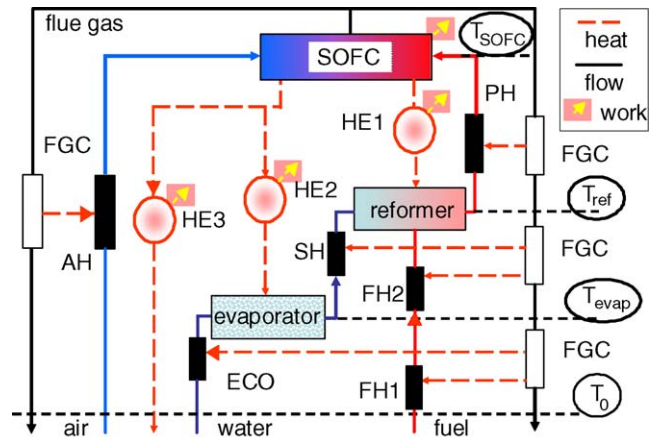 flue gas
T_SOFC
heat
SOFC
flow
PH
work
HE1
FGC
FGC
HE2
reformer
T_ref
HE3
SH
FGC
AH
FH2
T_evap
evaporator
FGC
ECO
FH1
T_0
air
water
fuel